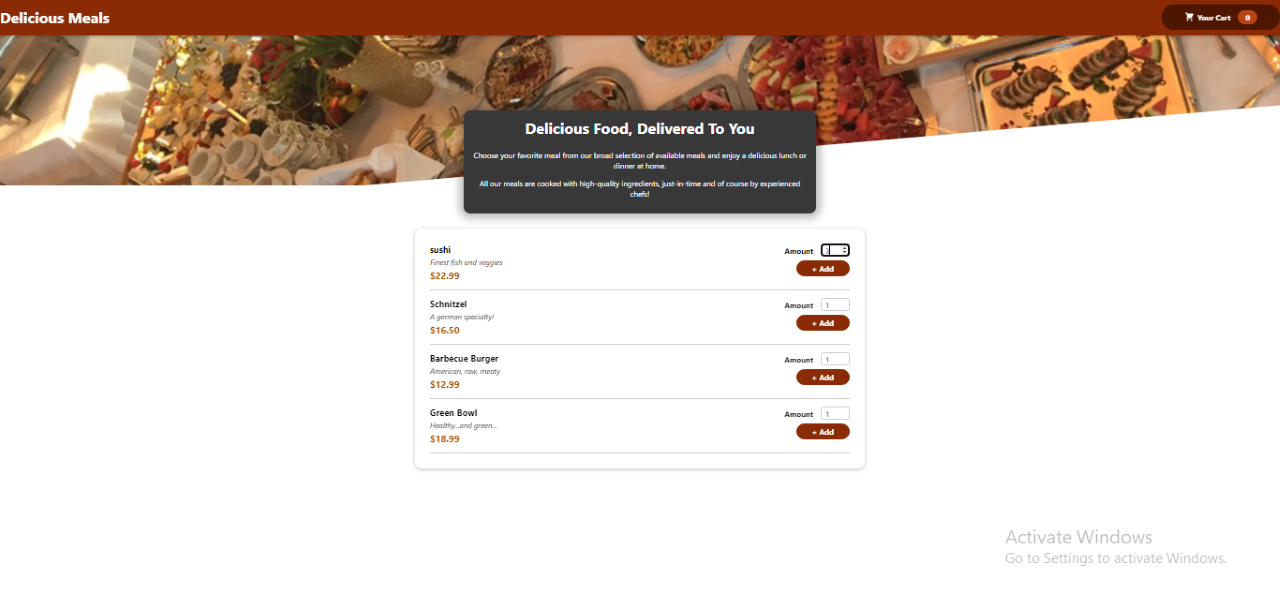 Delicious Meals
Your Cart 0
Delicious Food, Delivered To You
Choose your favorite meal from our broad selection of available meals and enjoy a delicious lunch or
dinner at home.
All our meals are cooked with high-quality ingredients, just-in-time and of course by experienced
chefs!
sushi
Finest fish and veggies
$22.99
Amount
+ Add
Schnitzel
A german specialty!
$16.50
Amount 1
+ Add
Barbecue Burger
American, raw, meaty
$12.99
Amount 1
+ Add
Green Bowl
Healthy...and green...
$18.99
Amount 1
+ Add
Activate Windows
Go to Settings to activate Windows.